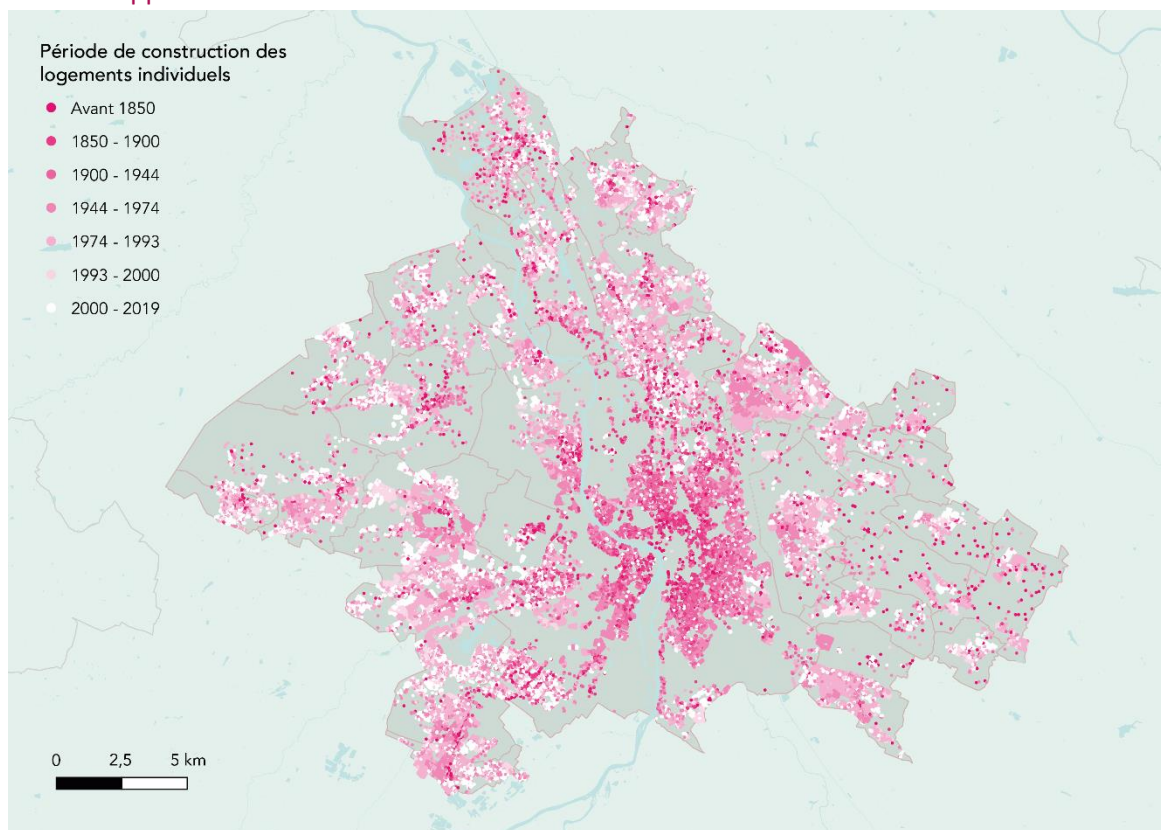 Période de construction des
logements individuels
Avant 1850
1850 - 1900
1900 - 1944
1944 - 1974
1974 - 1993
1993 - 2000
2000 - 2019
0 2,5 5 km